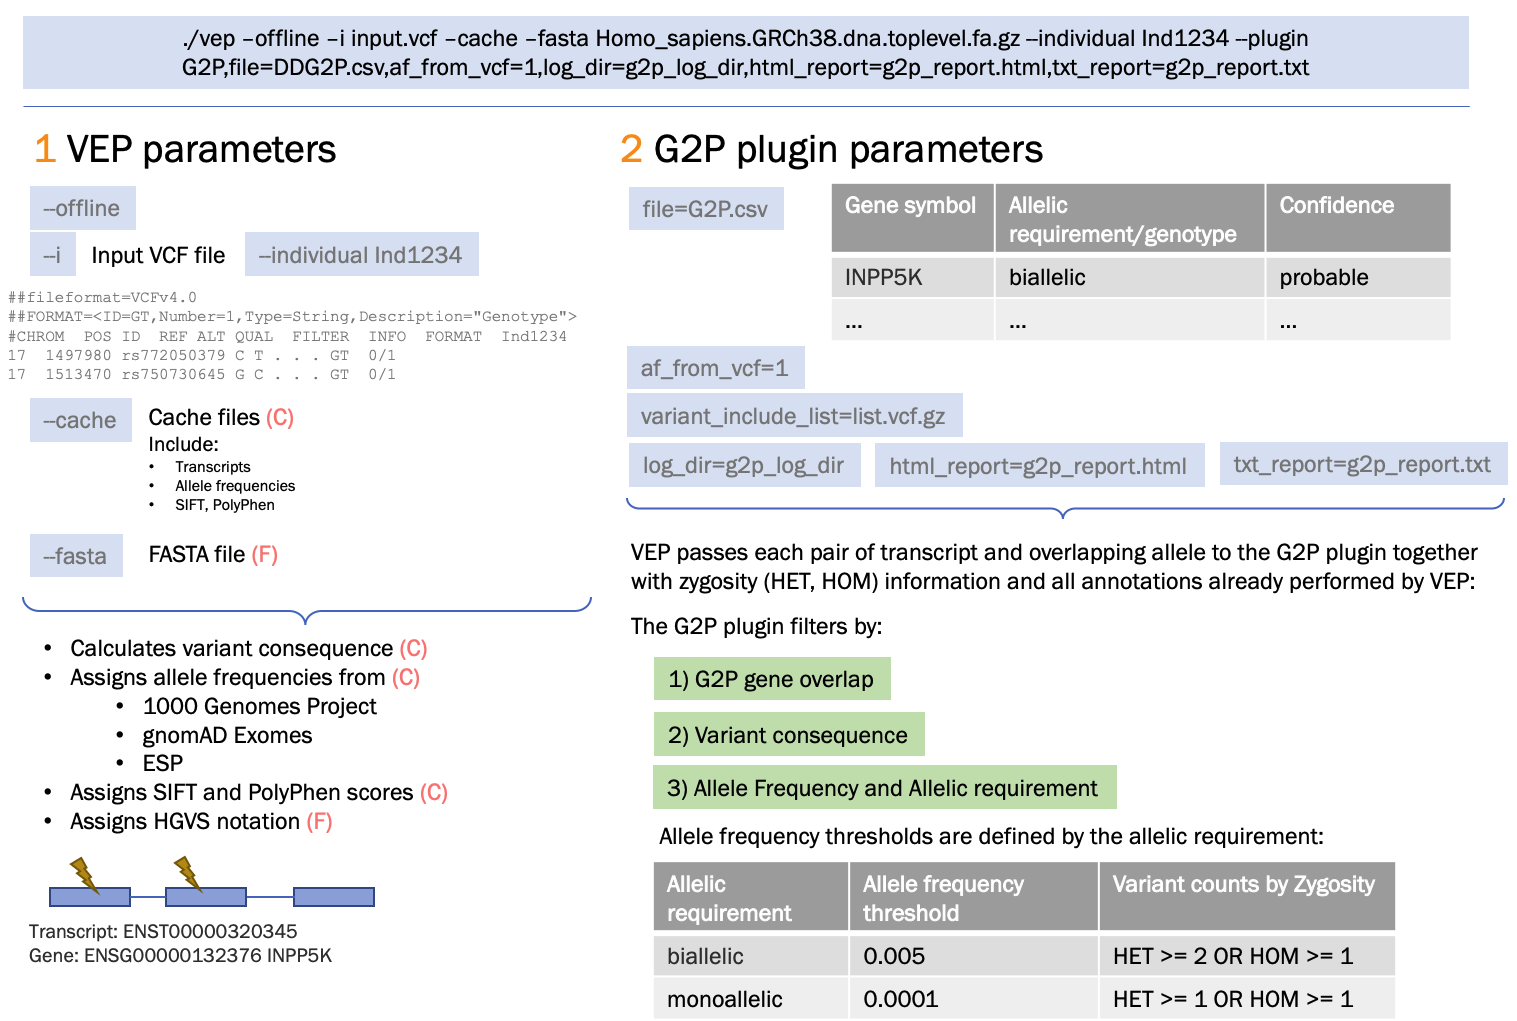 ./vep –offline –i input.vcf –cache –fasta Homo_sapiens.GRCh38.dna.toplevel.fa.gz --individual Ind1234 --plugin
G2P,file=DDG2P.csv,af_from_vcf=1,log_dir=g2p_log_dir,html_report=g2p_report.html,txt_report=g2p_report.txt
1 VEP parameters
--offline
--i Input VCF file --individual Ind1234
##fileformat=VCFv4.0
##FORMAT=<ID=GT,Number=1,Type=String,Description="Genotype">
#CHROM POS ID REF ALT QUAL FILTER INFO FORMAT Ind1234
17 1497980 rs772050379 C T . . . GT 0/1
17 1513470 rs750730645 G C . . . GT 0/1
--cache Cache files (C)
Include:
• Transcripts
• Allele frequencies
• SIFT, PolyPhen
--fasta FASTA file (F)
• Calculates variant consequence (C)
• Assigns allele frequencies from (C)
• 1000 Genomes Project
• gnomAD Exomes
• ESP
• Assigns SIFT and PolyPhen scores (C)
• Assigns HGVS notation (F)
Transcript: ENST00000320345
Gene: ENSG00000132376 INPP5K
2 G2P plugin parameters
file=G2P.csv
Gene symbol Allelic requirement/genotype Confidence
INPP5K biallelic probable
... ... ...
af_from_vcf=1
variant_include_list=list.vcf.gz
log_dir=g2p_log_dir html_report=g2p_report.html txt_report=g2p_report.txt
VEP passes each pair of transcript and overlapping allele to the G2P plugin together
with zygosity (HET, HOM) information and all annotations already performed by VEP:
The G2P plugin filters by:
1) G2P gene overlap
2) Variant consequence
3) Allele Frequency and Allelic requirement
Allele frequency thresholds are defined by the allelic requirement:
Allelic requirement Allele frequency threshold Variant counts by Zygosity
biallelic 0.005 HET >= 2 OR HOM >= 1
monoallelic 0.0001 HET >= 1 OR HOM >= 1